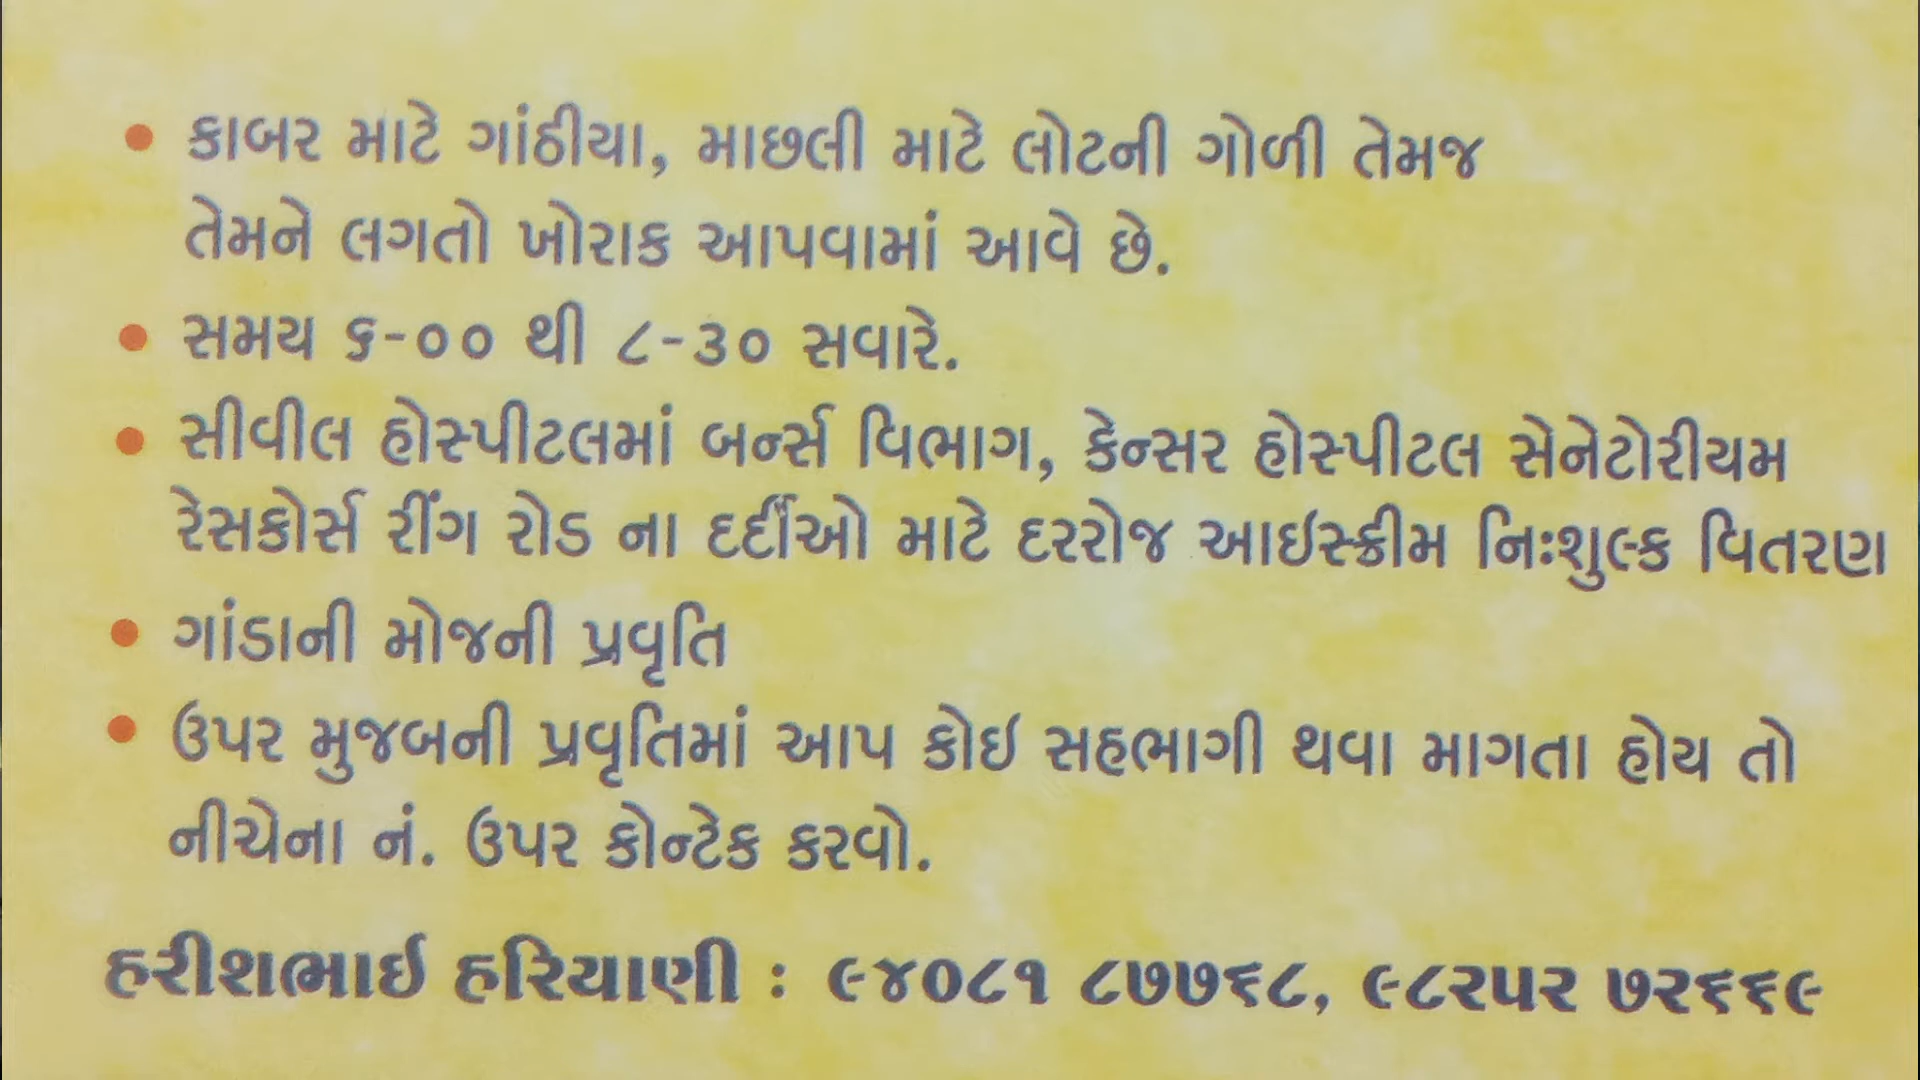 • કાબર માટે ગાંઠીયા, માછલી માટે લોટની ગોળી તેમજ
તેમને લગતો ખોરાક આપવામાં આવે છે.
• સમય ૬-૦૦ થી ૮-૩૦ સવારે.
• સીવીલ હોસ્પીટલમાં બર્ન્સ વિભાગ, કેન્સર હોસ્પીટલ સેનેટોરીયમ
રેસકોર્સ રીંગ રોડ ના દર્દીઓ માટે દરરોજ આઇસ્ક્રીમ નિઃશુલ્ક વિતરણ
• ગાંડાની મોજની પ્રવૃતિ
• ઉપર મુજબની પ્રવૃતિમાં આપ કોઇ સહભાગી થવા માગતા હોય તો
નીચેના નં. ઉપર કોન્ટેક કરવો.
હરીશભાઇ હરિયાણી : ૯૪૦૮૧ ૮૭૭૬૮, ૯૮૨૫૨ ૭૨૬૬૯